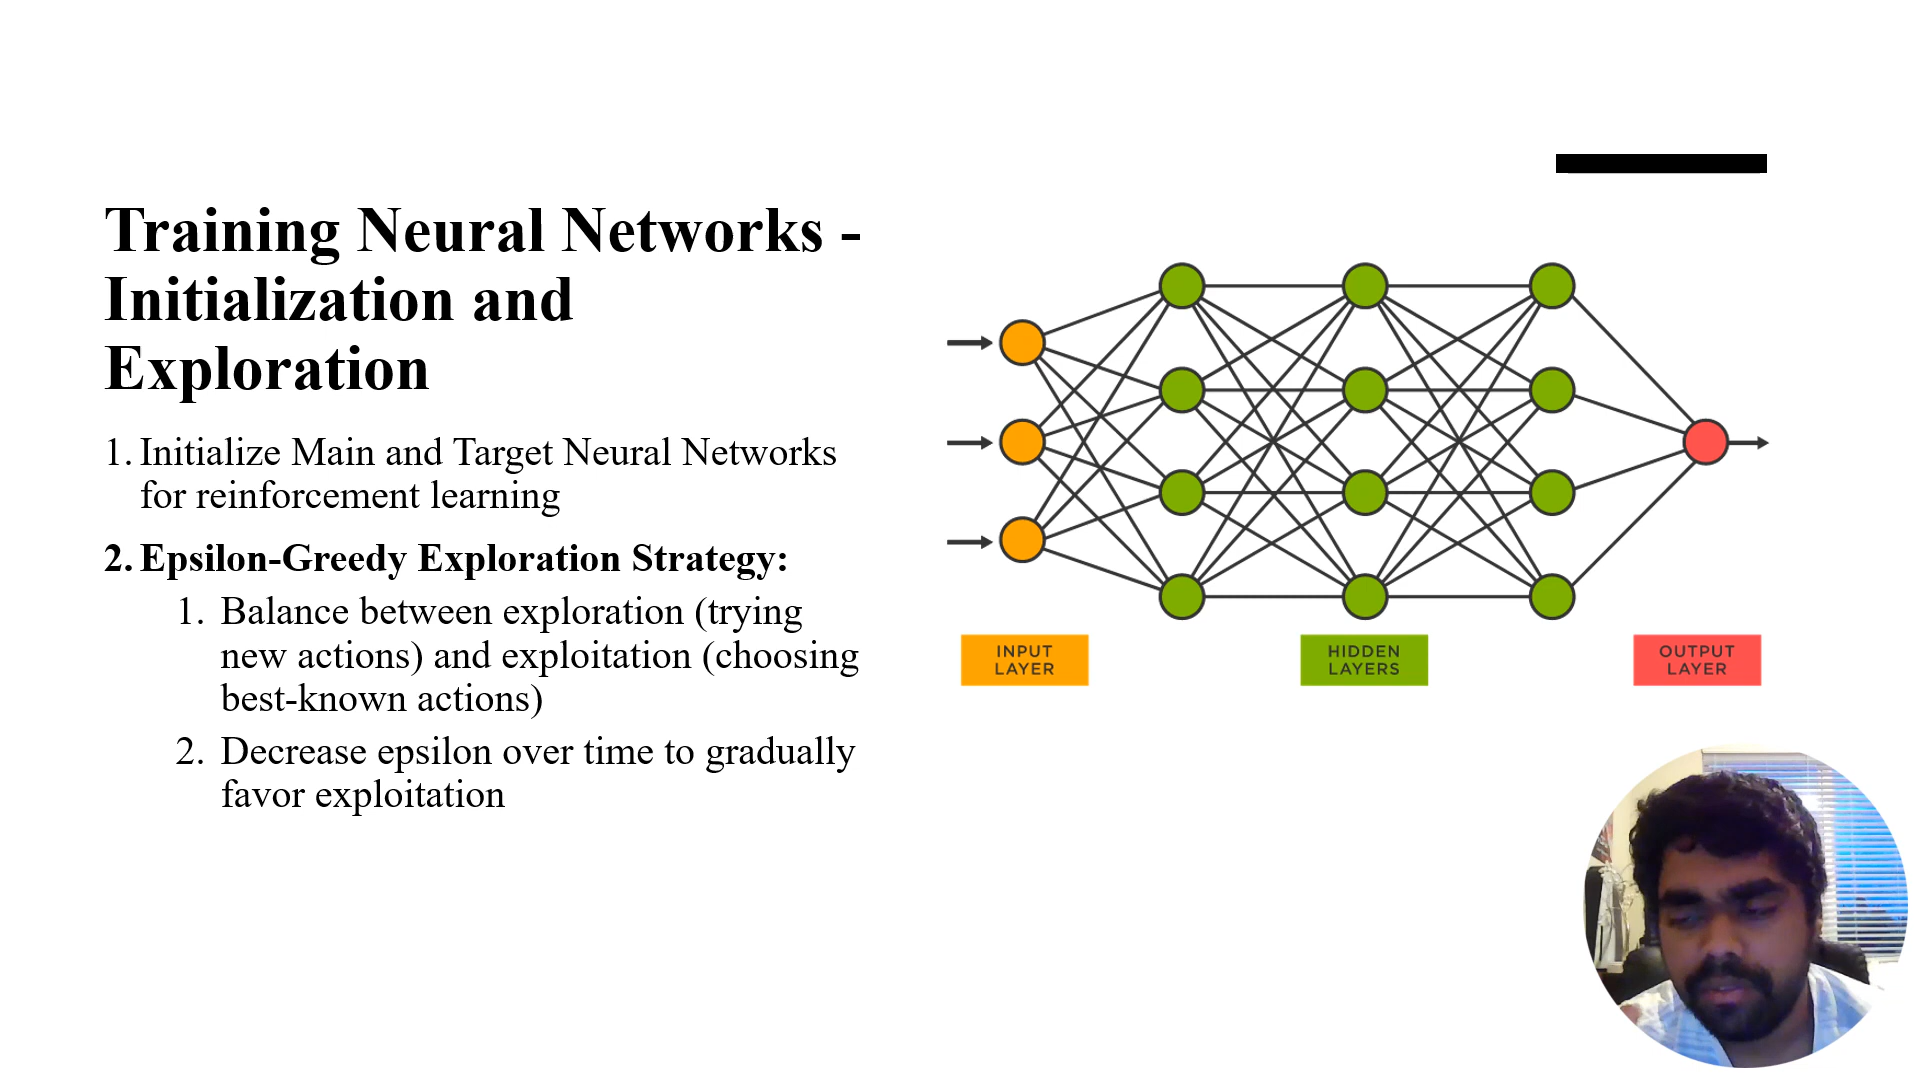 Training Neural Networks -
Initialization and
Exploration
1. Initialize Main and Target Neural Networks
for reinforcement learning
2. Epsilon-Greedy Exploration Strategy:
1. Balance between exploration (trying
new actions) and exploitation (choosing
best-known actions)
2. Decrease epsilon over time to gradually
favor exploitation
INPUT
LAYER
HIDDEN
LAYERS
OUTPUT
LAYER